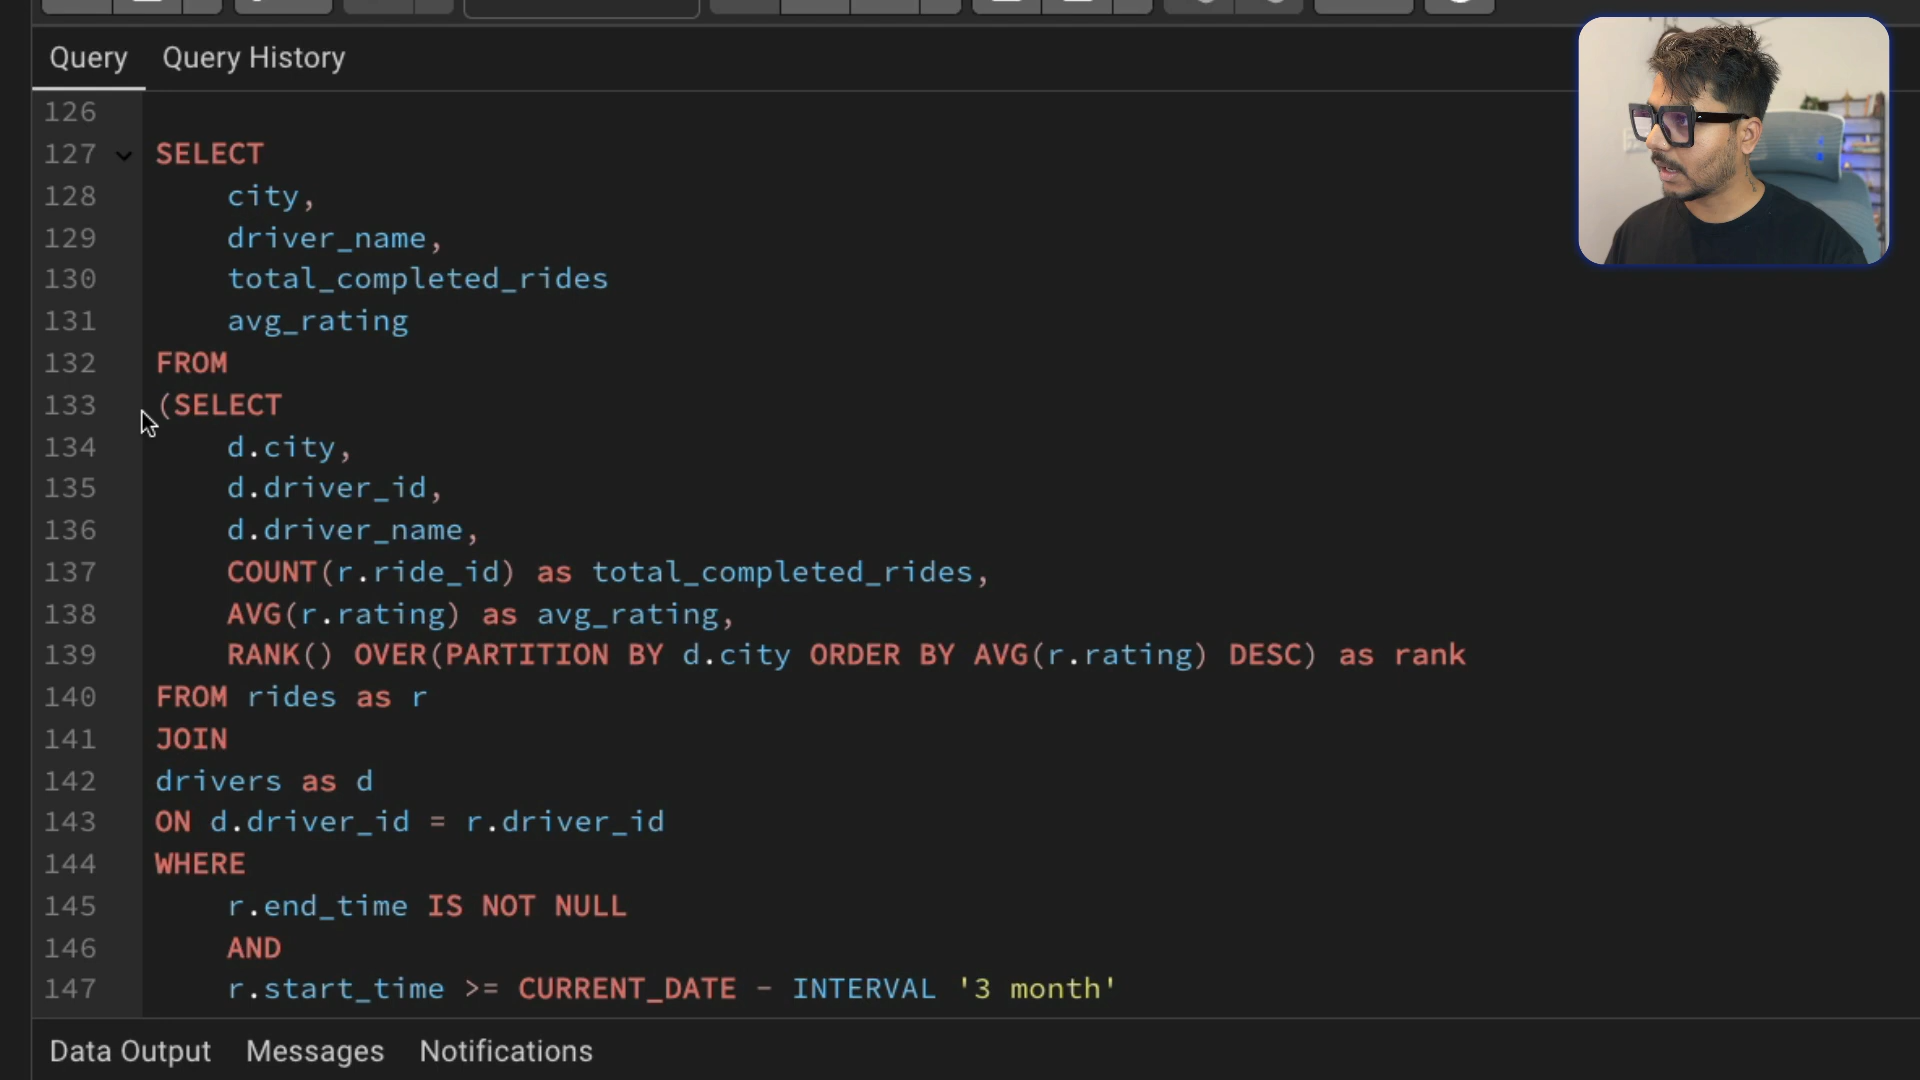 Query Query History
126
127 SELECT
128 city,
129 driver_name,
130 total_completed_rides
131 avg_rating
132 FROM
133 (SELECT
134 d.city,
135 d.driver_id,
136 d.driver_name,
137 COUNT(r.ride_id) as total_completed_rides,
138 AVG(r.rating) as avg_rating,
139 RANK() OVER(PARTITION BY d.city ORDER BY AVG(r.rating) DESC) as rank
140 FROM rides as r
141 JOIN
142 drivers as d
143 ON d.driver_id = r.driver_id
144 WHERE
145 r.end_time IS NOT NULL
146 AND
147 r.start_time >= CURRENT_DATE - INTERVAL '3 month'
Data Output Messages Notifications